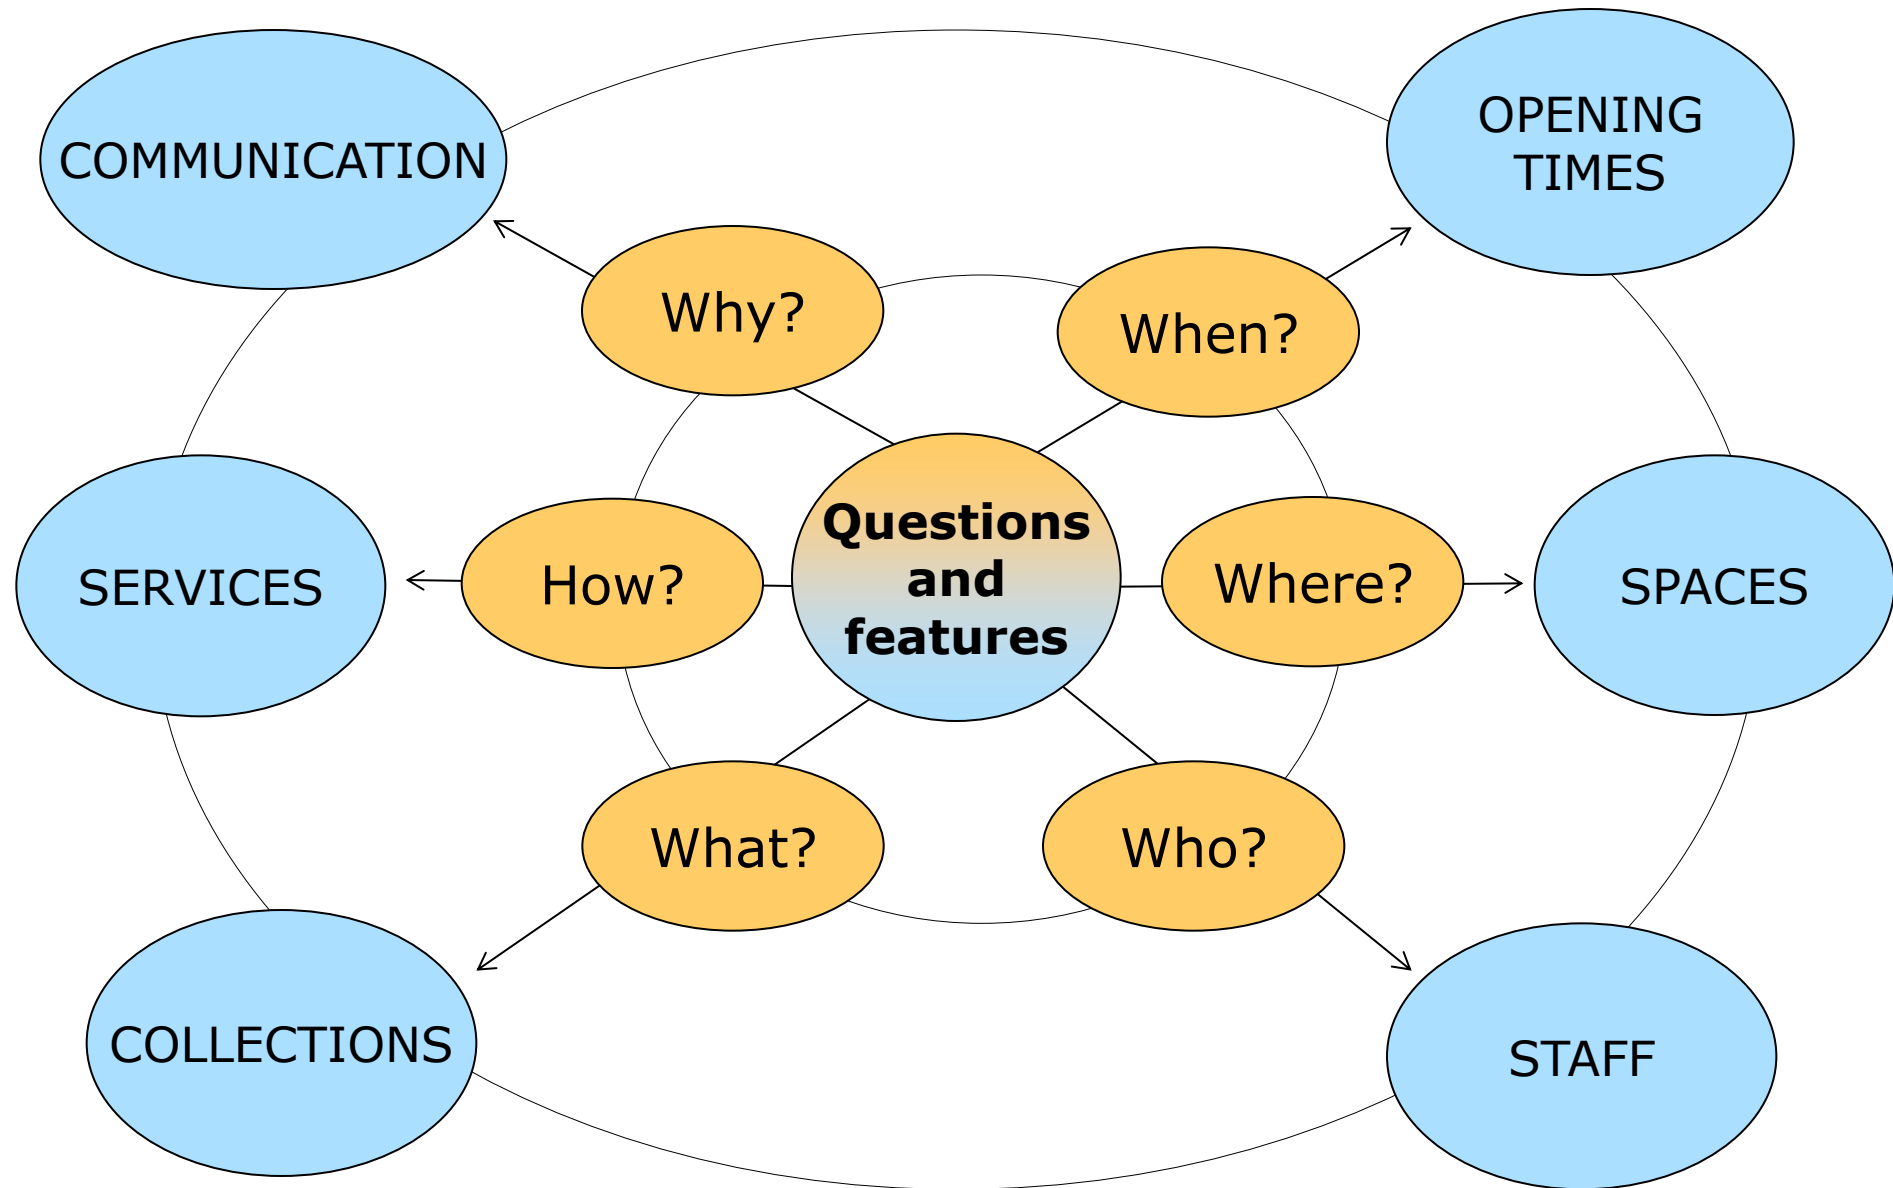 COMMUNICATION
OPENING
TIMES
Why?
When?
Questions
and
features
How?
Where?
SERVICES
SPACES
What?
Who?
COLLECTIONS
STAFF